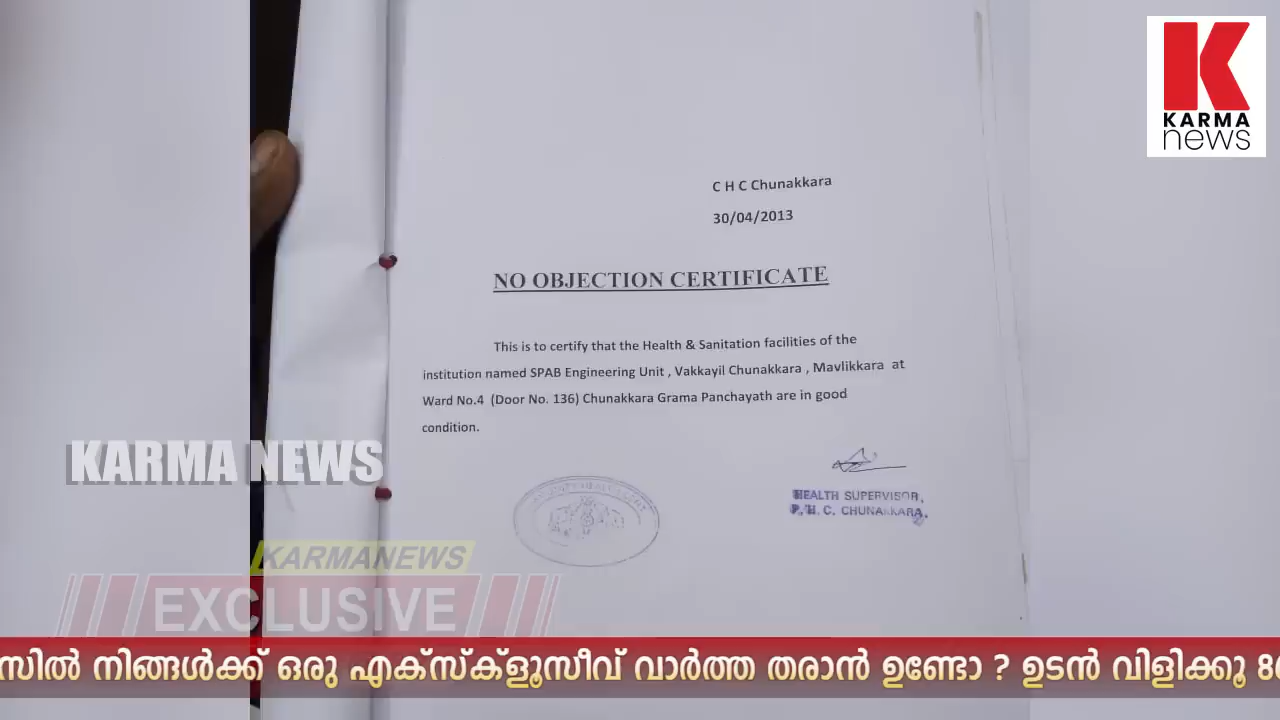 KARMA
news
C H C Chunakkara
30/04/2013
NO OBJECTION CERTIFICATE
This is to certify that the Health & Sanitation facilities of the
institution named SPAB Engineering Unit , Vakkayil Chunakkara , Mavlikkara at
Ward No.4 (Door No. 136) Chunakkara Grama Panchayath are in good
condition.
KARMA NEWS
HEALTH SUPERVISOR,
P. H. C. CHUNAKKARA.
KARMANEWS
EXCLUSIVE
സിൽ നിങ്ങൾക്ക് ഒരു എക്സ്ക്ളൂസീവ് വാർത്ത തരാൻ ഉണ്ടോ ? ഉടൻ വിളിക്കൂ